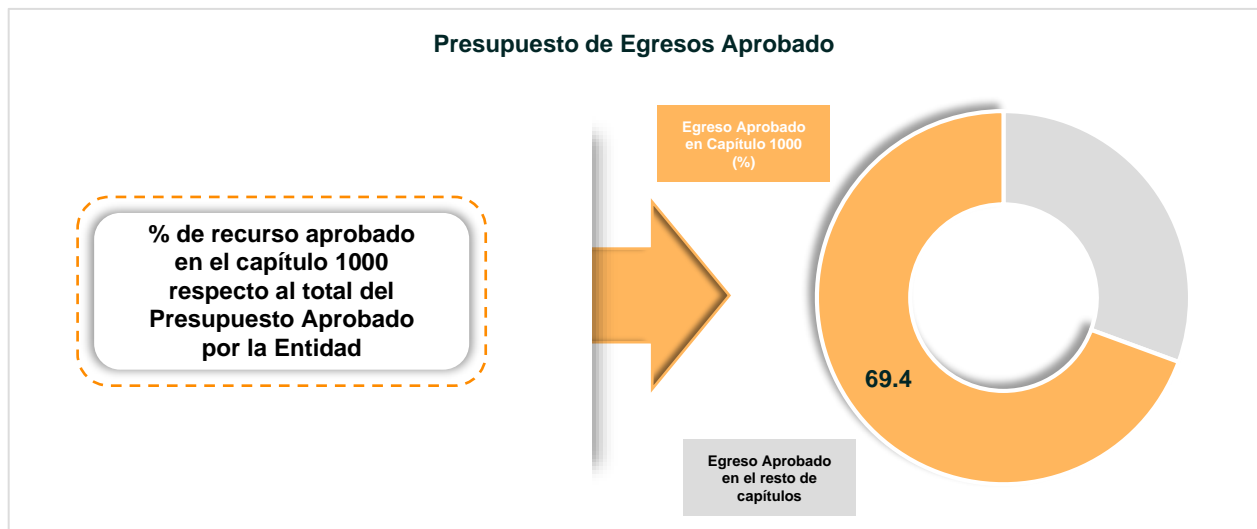 Presupuesto de Egresos Aprobado
% de recurso aprobado
en el capítulo 1000
respecto al total del
Presupuesto Aprobado
por la Entidad
Egreso Aprobado
en Capítulo 1000
(%)
69.4
Egreso Aprobado
en el resto de
capítulos